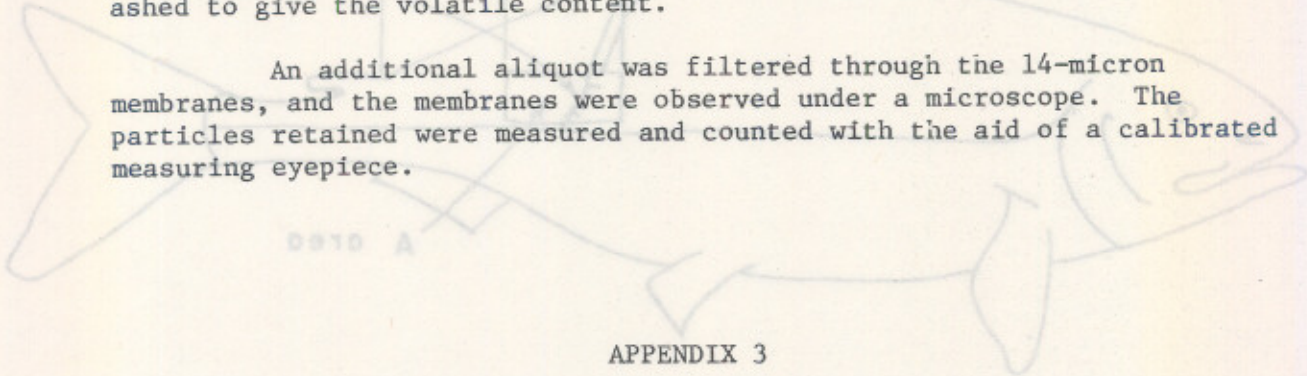 ashed to give the volatile content.
An additional aliquot was filtered through the 14-micron
membranes, and the membranes were observed under a microscope. The
particles retained were measured and counted with the aid of a calibrated
measuring eyepiece.
APPENDIX 3